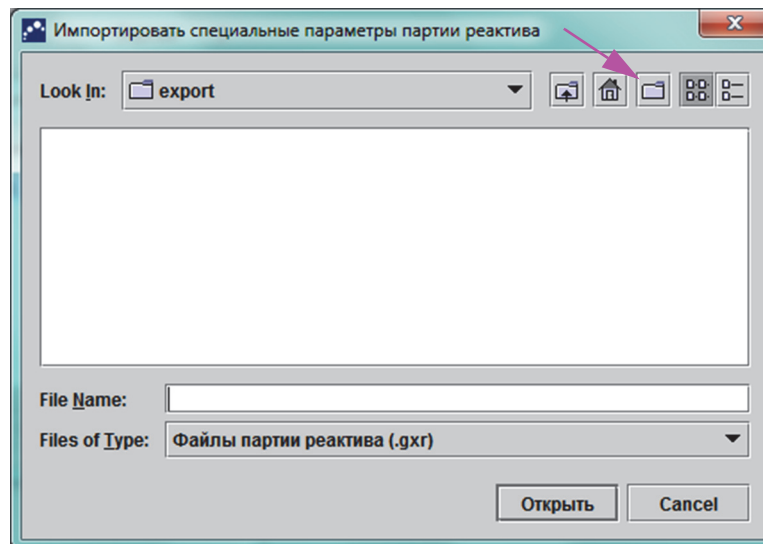 Импортировать специальные параметры партии реактива
Look In: export
File Name:
Files of Type: Файлы партии реактива (.gxr)
Открыть Cancel